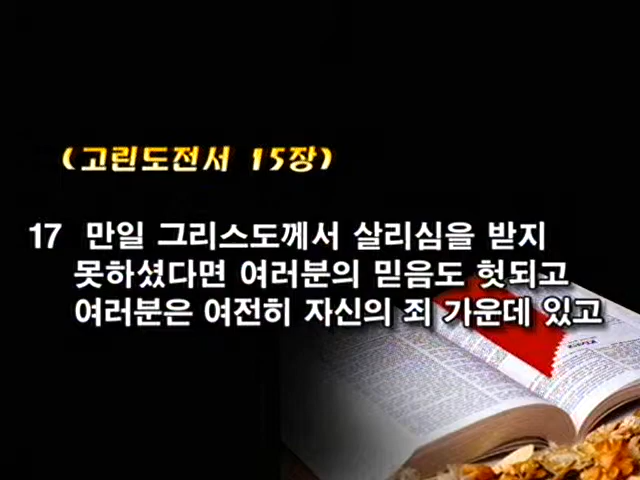 (고린도전서 15장)
17 만일 그리스도께서 살리심을 받지
못하셨다면 여러분의 믿음도 헛되고
여러분은 여전히 자신의 죄 가운데 있고